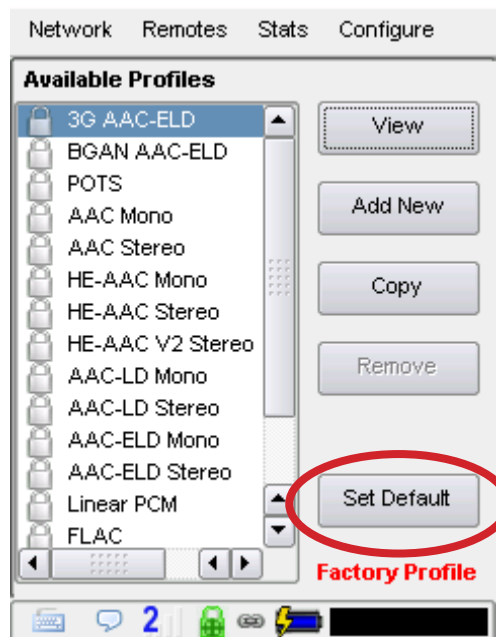 Network Remotes Stats Configure
Available Profiles
3G AAC-ELD
BGAN AAC-ELD
POTS
AAC Mono
AAC Stereo
HE-AAC Mono
HE-AAC Stereo
HE-AAC V2 Stereo
AAC-LD Mono
AAC-LD Stereo
AAC-ELD Mono
AAC-ELD Stereo
Linear PCM
FLAC
View
Add New
Copy
Remove
Set Default
Factory Profile
2